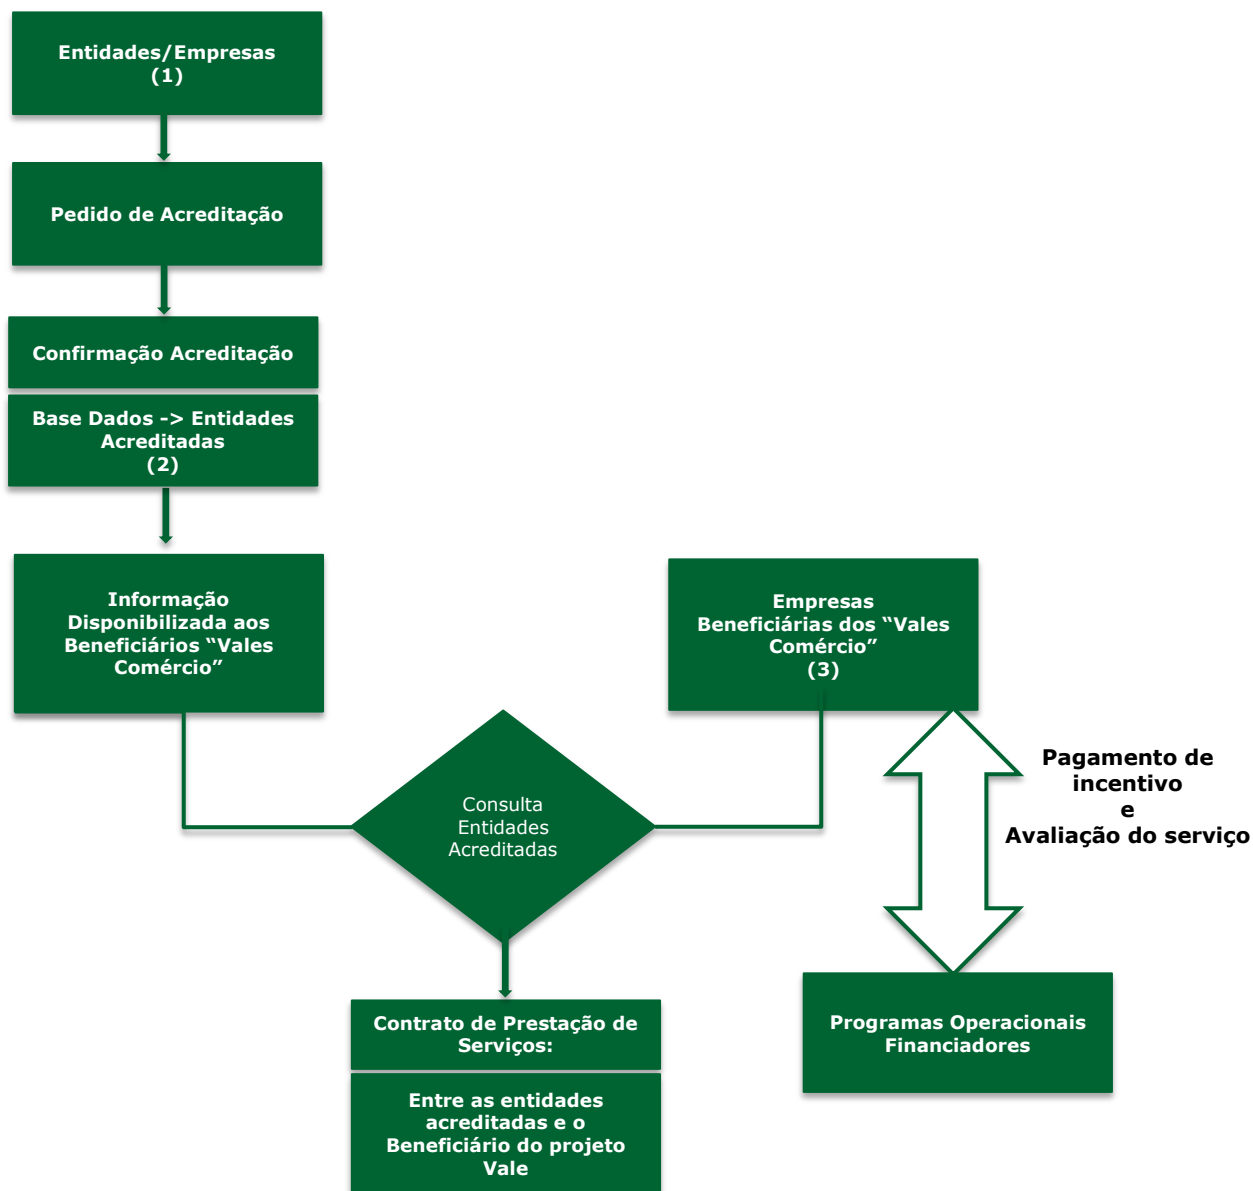 Entidades/Empresas
(1)
Pedido de Acreditação
Confirmação Acreditação
Base Dados -> Entidades
Acreditadas
(2)
Informação
Disponibilizada aos
Beneficiários “Vales
Comércio”
Empresas
Beneficiárias dos “Vales
Comércio”
(3)
Consulta
Entidades
Acreditadas
Pagamento de
incentivo
e
Avaliação do serviço
Contrato de Prestação de
Serviços:
Entre as entidades
acreditadas e o
Beneficiário do projeto
Vale
Programas Operacionais
Financiadores